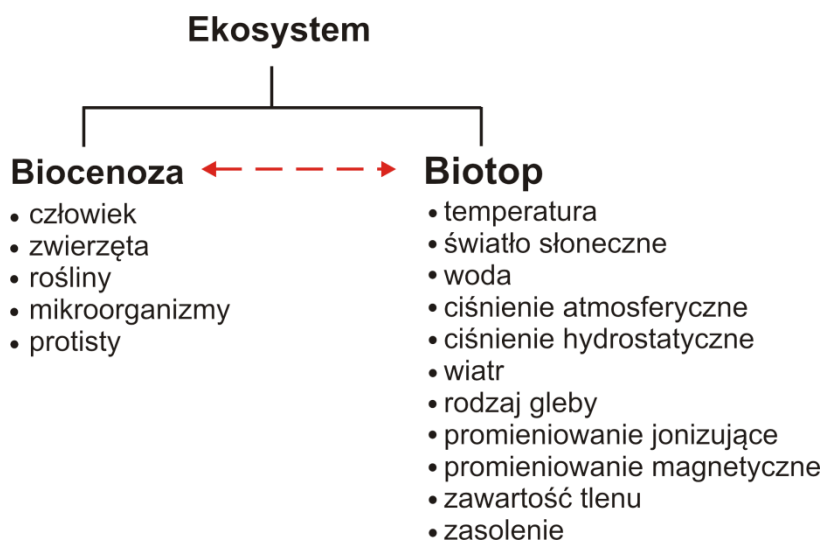 Ekosystem
Biocenoza
• człowiek
• zwierzęta
• rośliny
• mikroorganizmy
• protisty
Biotop
• temperatura
• światło słoneczne
• woda
• ciśnienie atmosferyczne
• ciśnienie hydrostatyczne
• wiatr
• rodzaj gleby
• promieniowanie jonizujące
• promieniowanie magnetyczne
• zawartość tlenu
• zasolenie